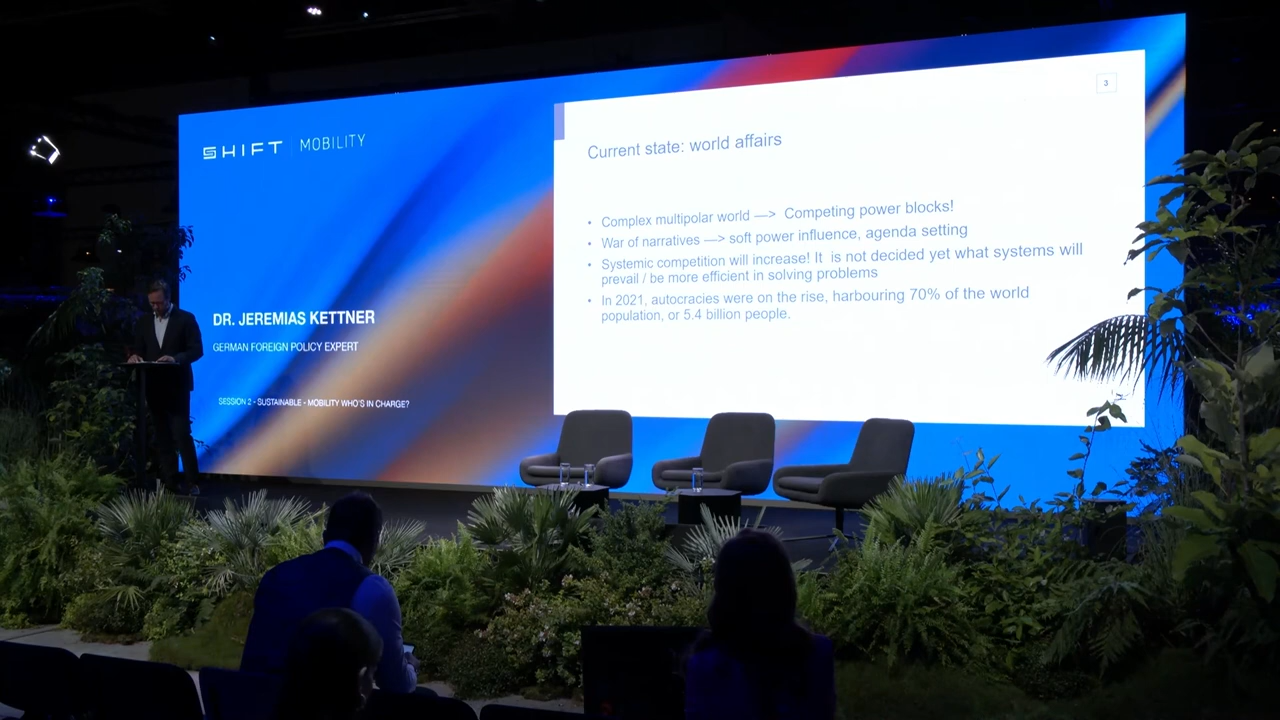 SHIFT | MOBILITY
DR. JEREMIAS KETTNER
GERMAN FOREIGN POLICY EXPERT
SESSION 2 - SUSTAINABLE - MOBILITY WHO'S IN CHARGE?
3
Current state: world affairs
• Complex multipolar world —> Competing power blocks!
• War of narratives —> soft power influence, agenda setting
• Systemic competition will increase! It is not decided yet what systems will
prevail / be more efficient in solving problems
• In 2021, autocracies were on the rise, harbouring 70% of the world
population, or 5.4 billion people.